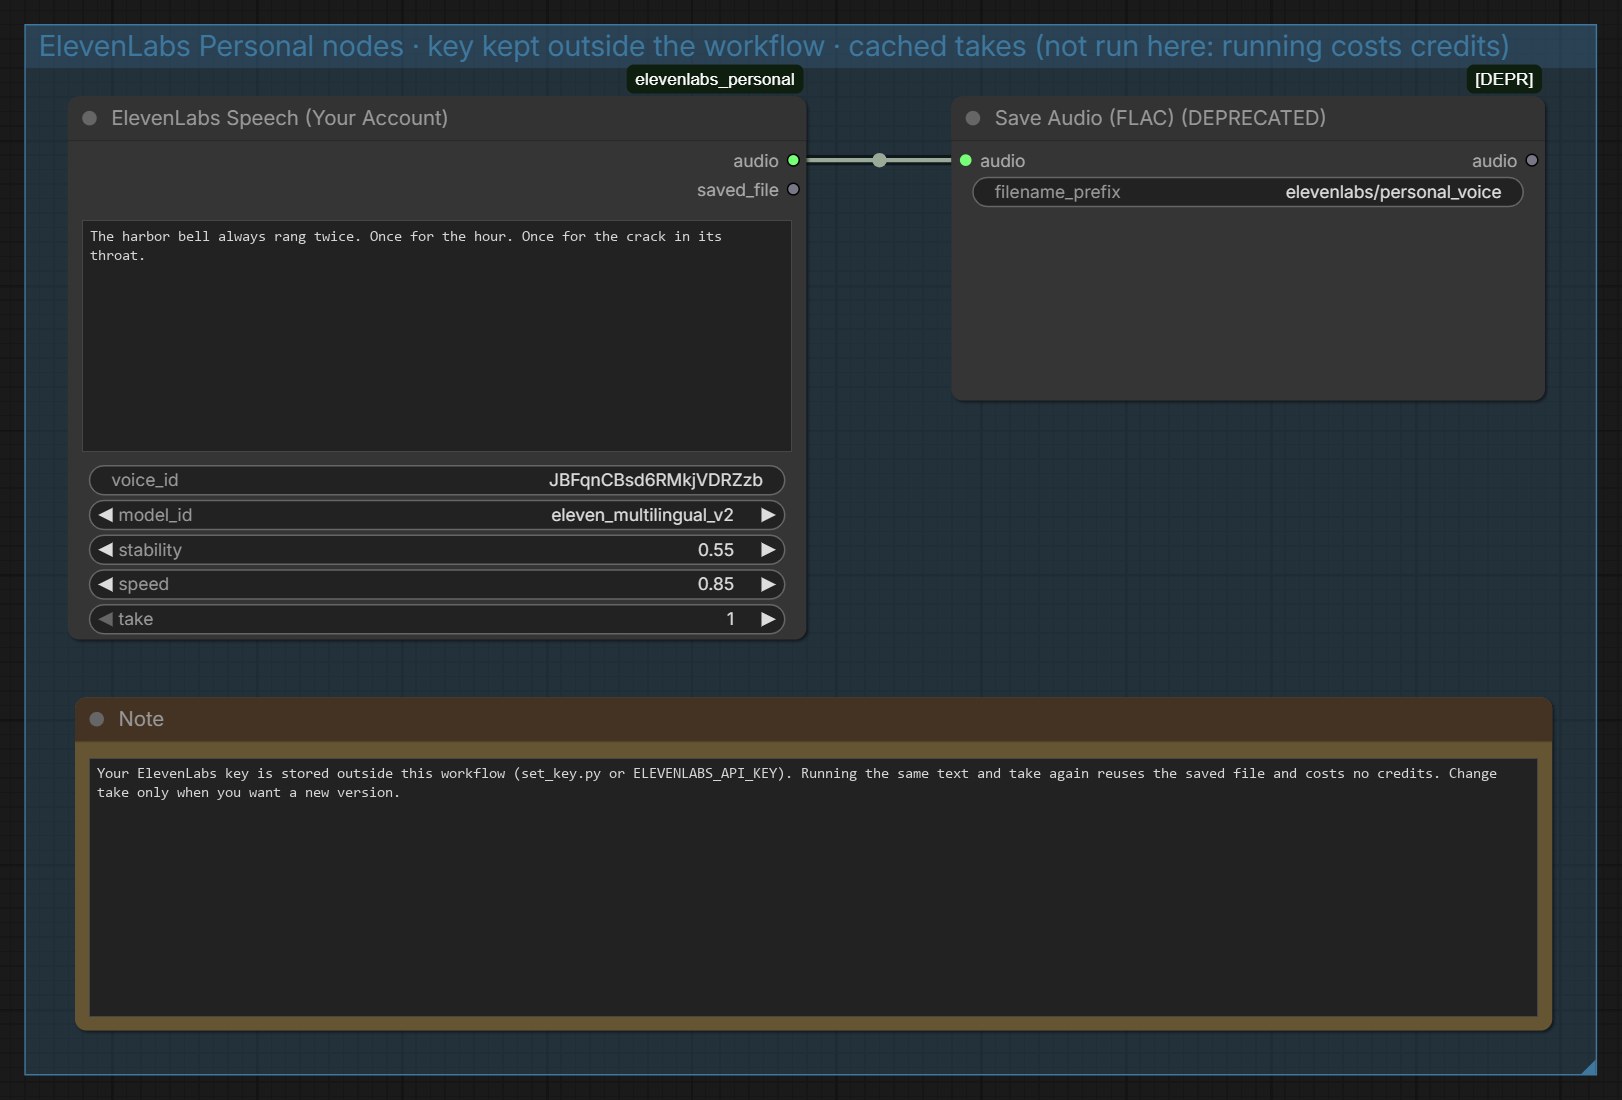 ElevenLabs Personal nodes · key kept outside the workflow · cached takes (not run here: running costs credits)
elevenlabs_personal
[DEPR]
ElevenLabs Speech (Your Account)
audio
saved_file
The harbor bell always rang twice. Once for the hour. Once for the crack in its
throat.
voice_id JBFqnCBsd6RMkjVDRZzb
model_id eleven_multilingual_v2
stability 0.55
speed 0.85
take 1
Save Audio (FLAC) (DEPRECATED)
audio audio
filename_prefix elevenlabs/personal_voice
Note
Your ElevenLabs key is stored outside this workflow (set_key.py or ELEVENLABS_API_KEY). Running the same text and take again reuses the saved file and costs no credits. Change
take only when you want a new version.